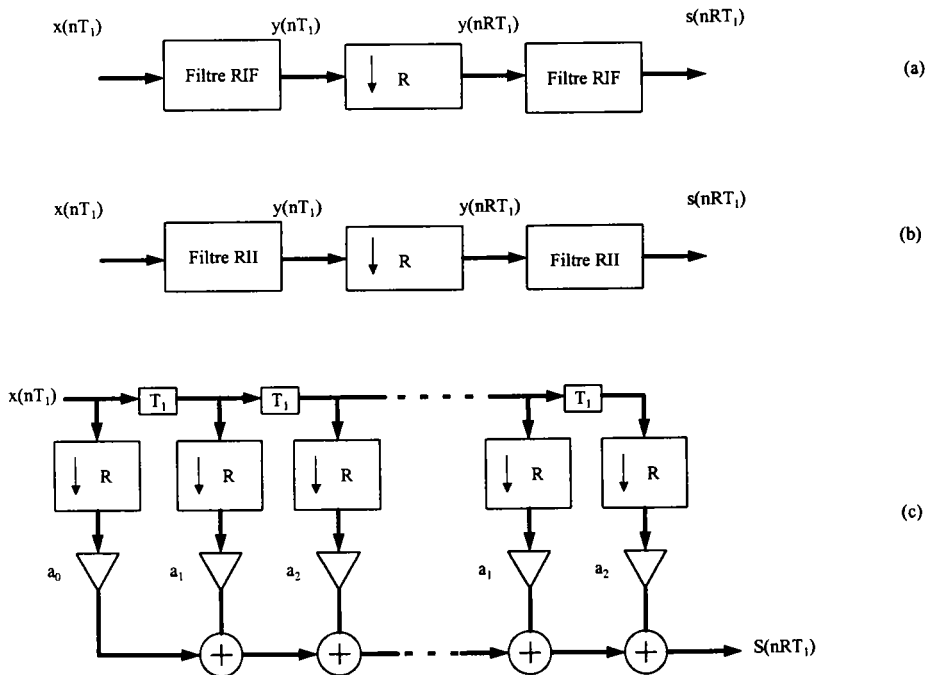 x(nT₁) y(nT₁) y(nRT₁) s(nRT₁)
Filtre RIF R Filtre RIF (a)
x(nT₁) y(nT₁) y(nRT₁) s(nRT₁)
Filtre RII R Filtre RII (b)
x(nT₁) T₁ T₁ T₁
R R R R R
(c)
a₀ a₁ a₂ a₁ a₂
S(nRT₁)